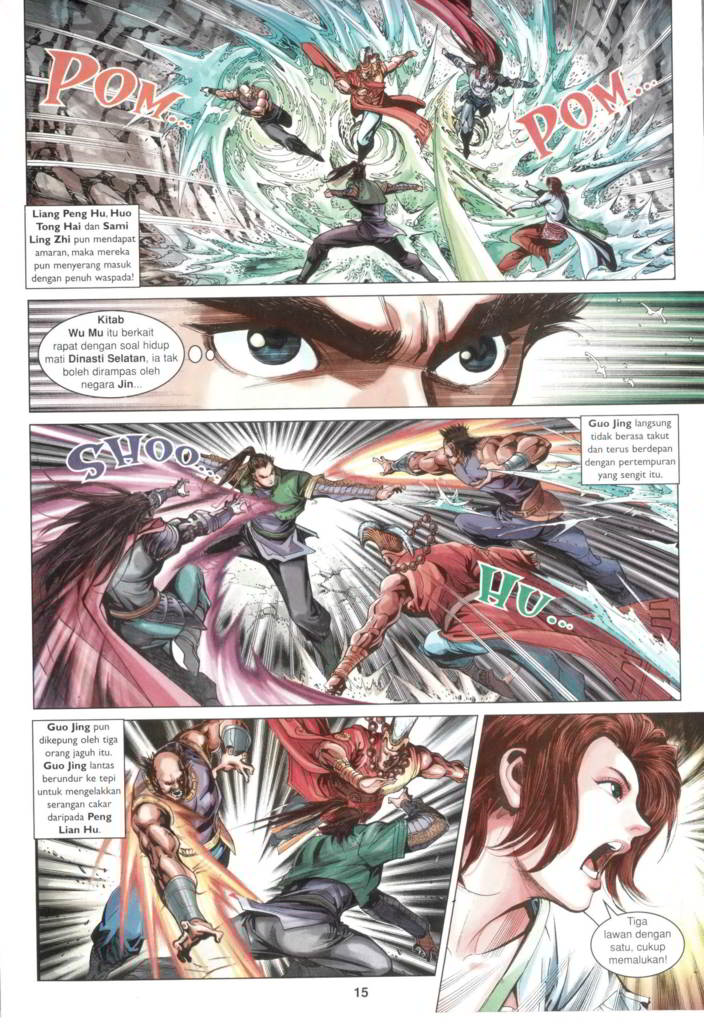 POM...
POM...
Liang Peng Hu, Huo
Tong Hai dan Sami
Ling Zhi pun mendapat
amaran, maka mereka
pun menyerang masuk
dengan penuh waspada!
Kitab
Wu Mu itu berkait
rapat dengan soal hidup
mati Dinasti Selatan, ia tak
boleh dirampas oleh
negara Jin...
SHOO...
Guo Jing langsung
tidak berasa takut
dan terus berdepan
dengan pertempuran
yang sengit itu.
HU...
Guo Jing pun
dikepung oleh tiga
orang jaguh itu.
Guo Jing lantas
berundur ke tepi
untuk mengelakkan
serangan cakar
daripada Peng
Lian Hu.
Tiga
lawan dengan
satu, cukup
memalukan!
15